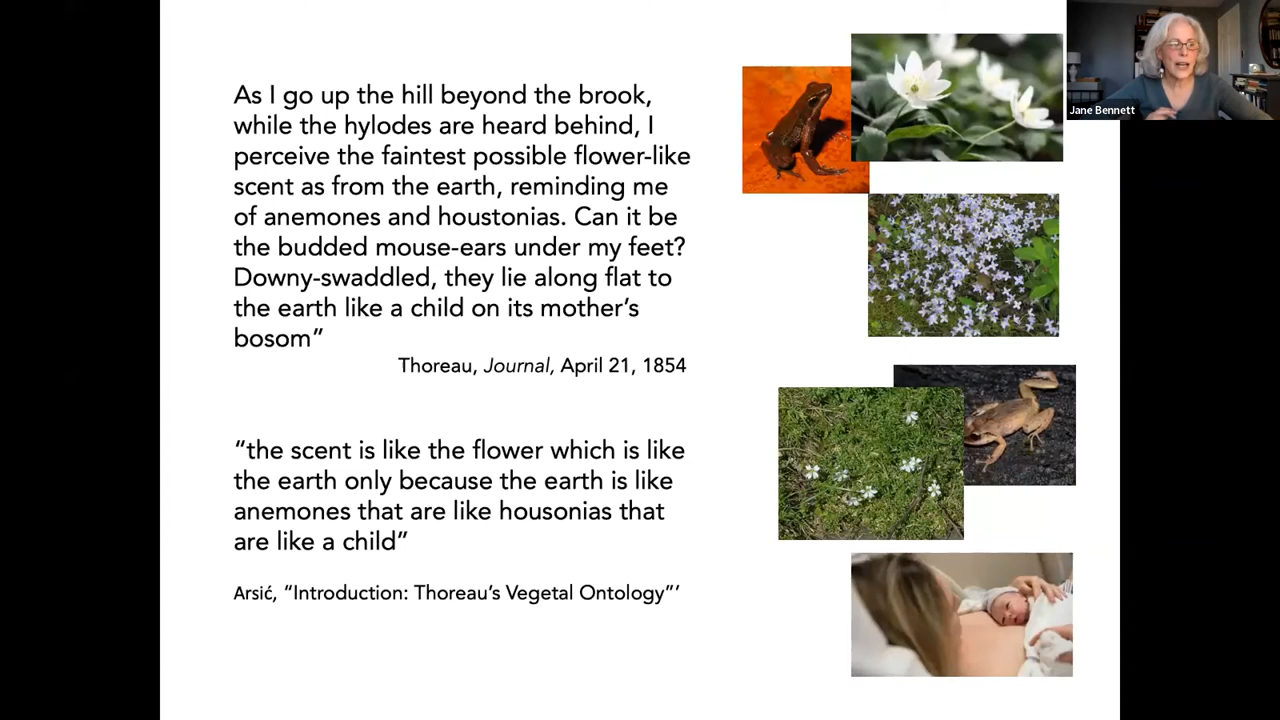 As I go up the hill beyond the brook,
while the hylodes are heard behind, I
perceive the faintest possible flower-like
scent as from the earth, reminding me
of anemones and houstonias. Can it be
the budded mouse-ears under my feet?
Downy-swaddled, they lie along flat to
the earth like a child on its mother’s
bosom”
Thoreau, Journal, April 21, 1854
“the scent is like the flower which is like
the earth only because the earth is like
anemones that are like housonias that
are like a child”
Arsić, “Introduction: Thoreau’s Vegetal Ontology”’
Jane Bennett